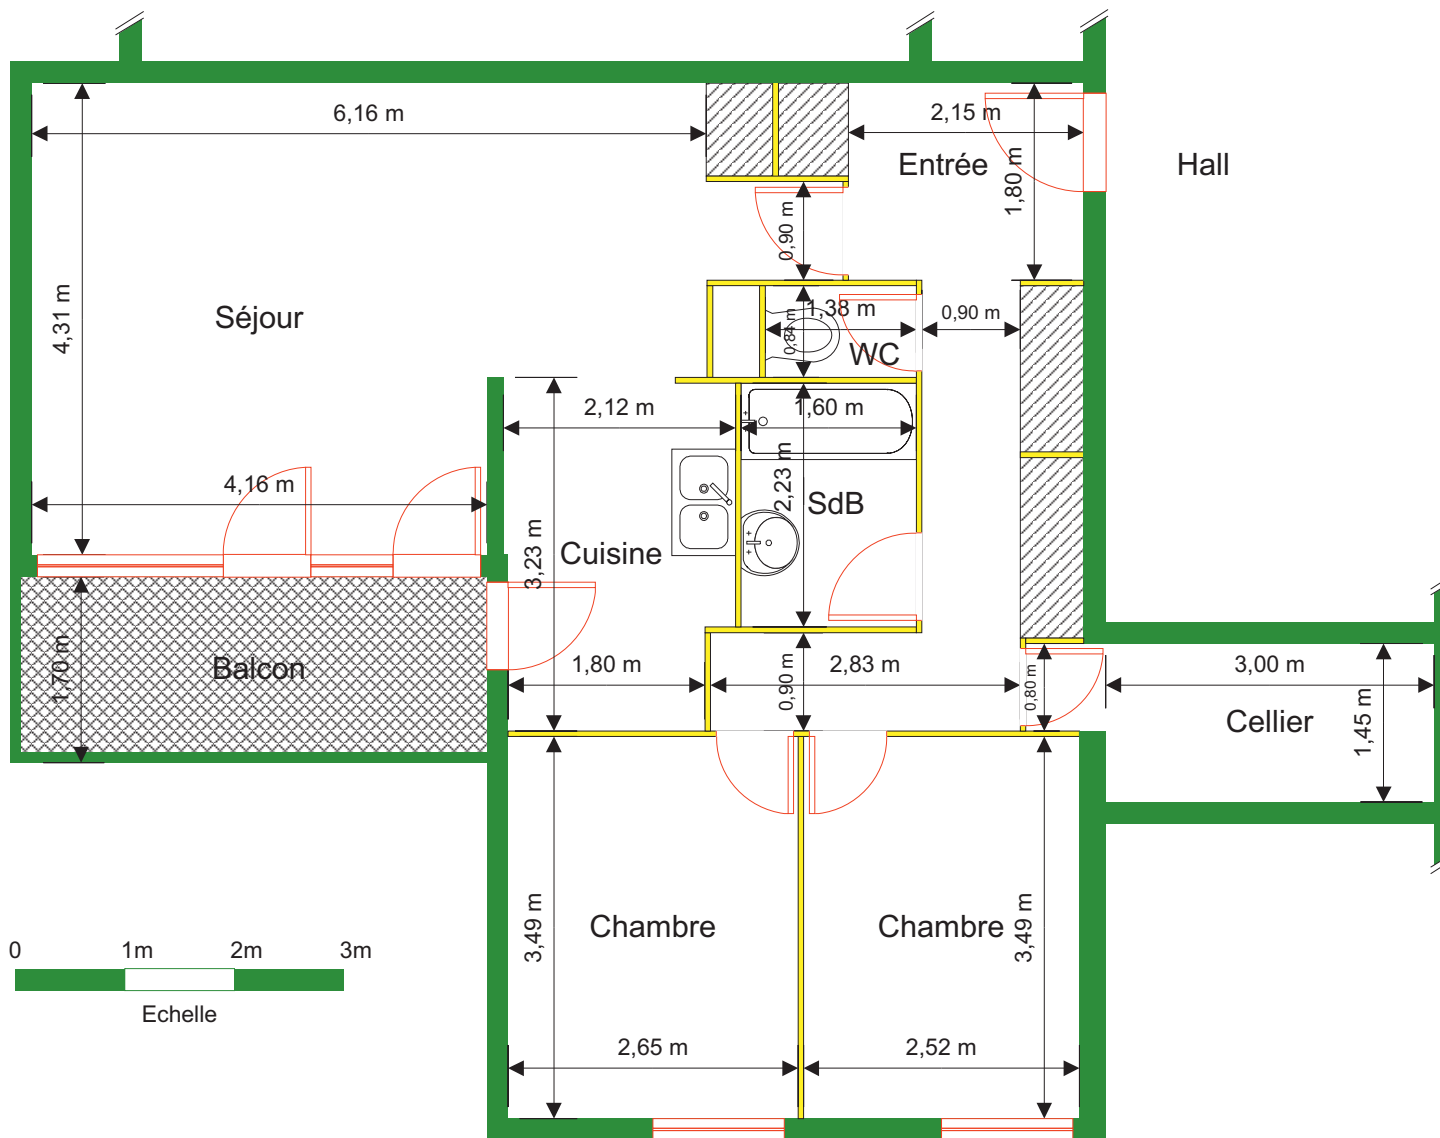 6,16 m
2,15 m
Entrée
Hall
1,80 m
0,90 m
4,31 m
Séjour
1,38 m
0,84 m
WC
0,90 m
2,12 m
1,60 m
4,16 m
2,23 m
SdB
Cuisine
3,23 m
Balcon
1,70 m
1,80 m
0,90 m
2,83 m
0,80 m
3,00 m
Cellier
1,45 m
Chambre
3,49 m
Chambre
3,49 m
0 1m 2m 3m
Echelle
2,65 m
2,52 m